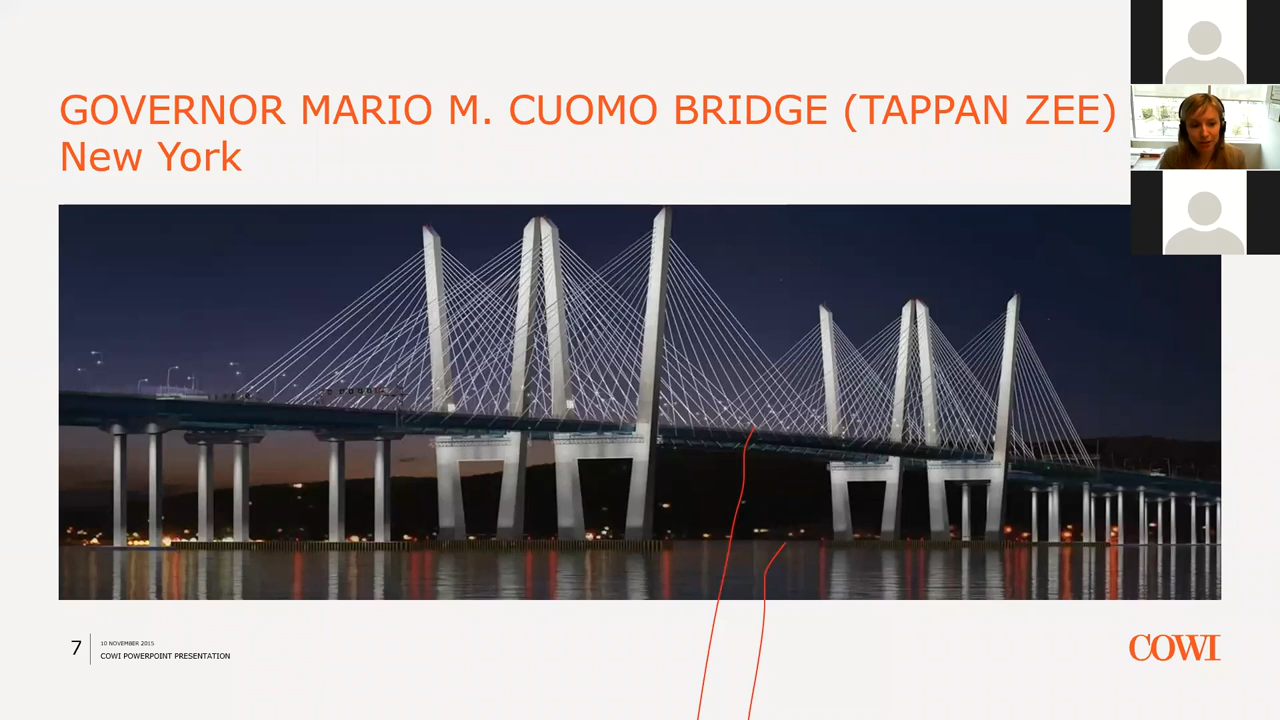 GOVERNOR MARIO M. CUOMO BRIDGE (TAPPAN ZEE)
New York
7
10 NOVEMBER 2015
COWI POWERPOINT PRESENTATION
COWI